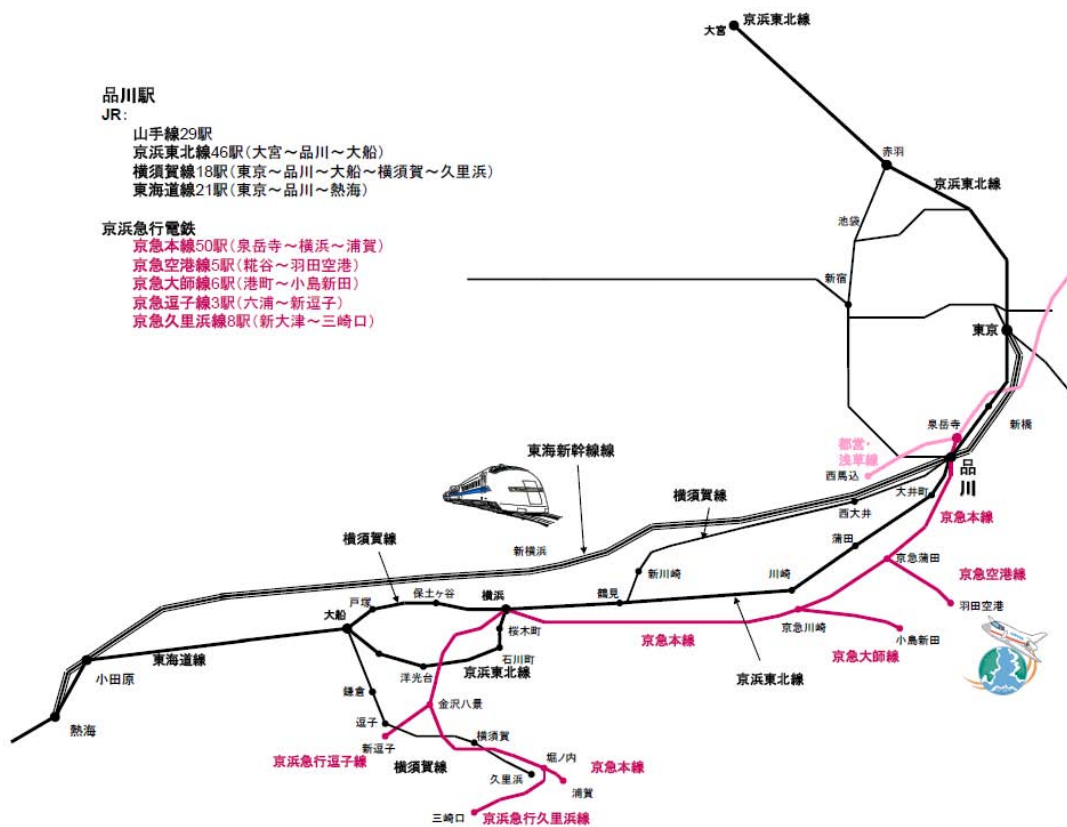 京浜東北線
大宮
品川駅
JR:
山手線29駅
京浜東北線46駅(大宮～品川～大船)
横須賀線18駅(東京～品川～大船～横須賀～久里浜)
東海道線21駅(東京～品川～熱海)
京浜急行電鉄
京急本線50駅(泉岳寺～横浜～浦賀)
京急空港線5駅(糀谷～羽田空港)
京急大師線6駅(港町～小島新田)
京急逗子線3駅(六浦～新逗子)
京急久里浜線8駅(新大津～三崎口)
赤羽
京浜東北線
池袋
新宿
東京
泉岳寺
新橋
都営・
浅草線
西馬込
品
川
東海新幹線線
大井町
横須賀線
西大井
京急本線
横須賀線
新横浜
蒲田
京急蒲田
新川崎
川崎
京急空港線
羽田空港
保土ヶ谷
横浜
鶴見
戸塚
大船
桜木町
京急本線
京急川崎
小島新田
京急大師線
石川町
京浜東北線
洋光台
京浜東北線
東海道線
小田原
鎌倉
金沢八景
熱海
逗子
新逗子
横須賀
京浜急行逗子線
横須賀線
堀ノ内
京急本線
久里浜
浦賀
三崎口
京浜急行久里浜線